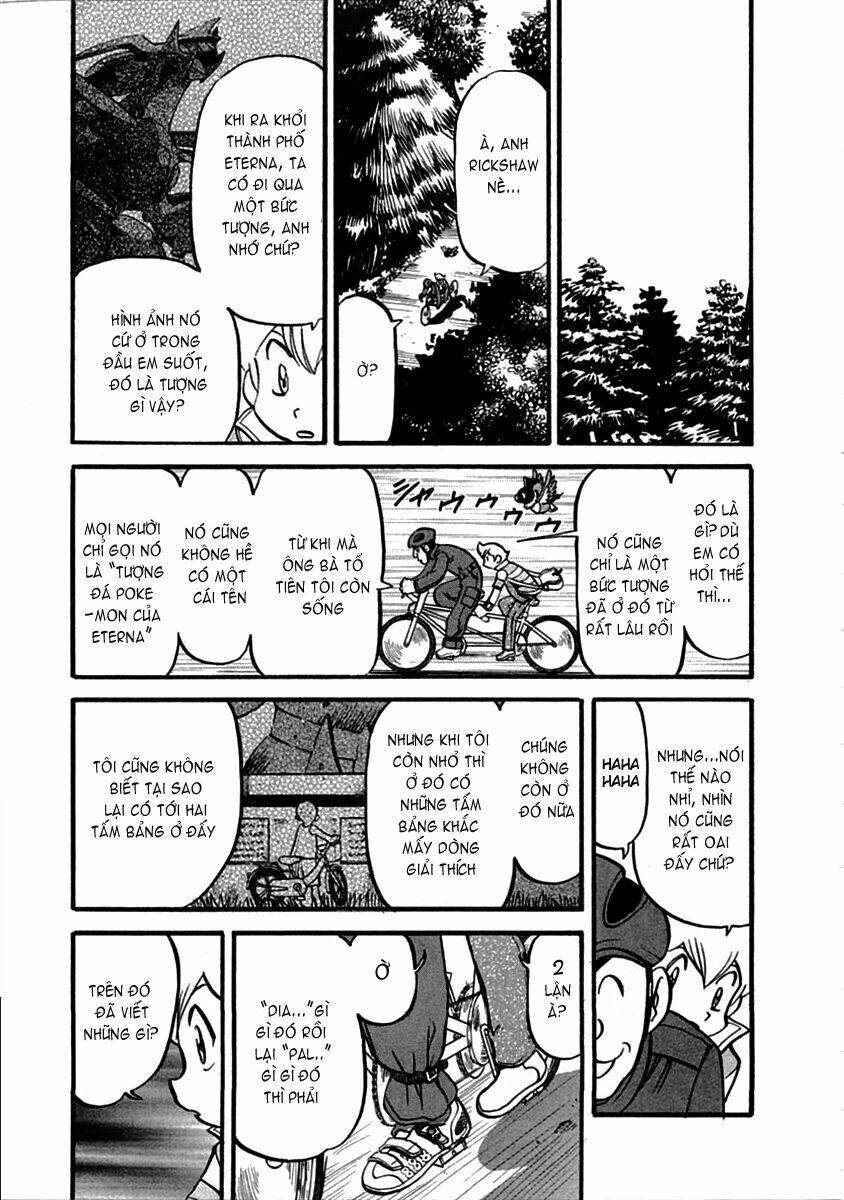 À, ANH
RICKSHAW
NÈ...
Ờ?
KHI RA KHỎI
THÀNH PHỐ
ETERNA, TA
CÓ ĐI QUA
MỘT BỨC
TƯỢNG, ANH
NHỚ CHỨ?
HÌNH ẢNH NÓ
CỨ Ở TRONG
ĐẦU EM SUỐT,
ĐÓ LÀ TƯỢNG
GÌ VẬY?
ĐÓ LÀ
GÌ? DÙ
EM CÓ
HỎI THẾ
THÌ...
NÓ CŨNG
CHỈ LÀ MỘT
BỨC TƯỢNG
ĐÃ Ở ĐÓ TỪ
RẤT LÂU RỒI
シャウウウウ
TỪ KHI MÀ
ÔNG BÀ TỔ
TIÊN TÔI CÒN
SỐNG
NÓ CŨNG
KHÔNG HỀ
CÓ MỘT
CÁI TÊN
MỌI NGƯỜI
CHỈ GỌI NÓ
LÀ "TƯỢNG
ĐÁ POKE
-MON CỦA
ETERNA"
NHƯNG...NÓI
THẾ NÀO
NHỈ, NHÌN
NÓ CŨNG
RẤT OAI
ĐẤY CHỨ?
HAHA
HAHA
CHÚNG
KHÔNG
CÒN Ở
ĐÓ NỮA
NHƯNG KHI TÔI
CÒN NHỎ THÌ
Ở ĐÓ CÓ
NHỮNG TẤM
BẢNG KHẮC
MẤY DÒNG
GIẢI THÍCH
TÔI CŨNG KHÔNG
BIẾT TẠI SAO
LẠI CÓ TỚI HAI
TẤM BẢNG Ở ĐẤY
2
LẬN
À?
Ờ
"DIA..."GÌ
GÌ ĐÓ RỒI
LẠI "PAL.."
GÌ GÌ ĐÓ
THÌ PHẢI
TRÊN ĐÓ
ĐÃ VIẾT
NHỮNG GÌ?